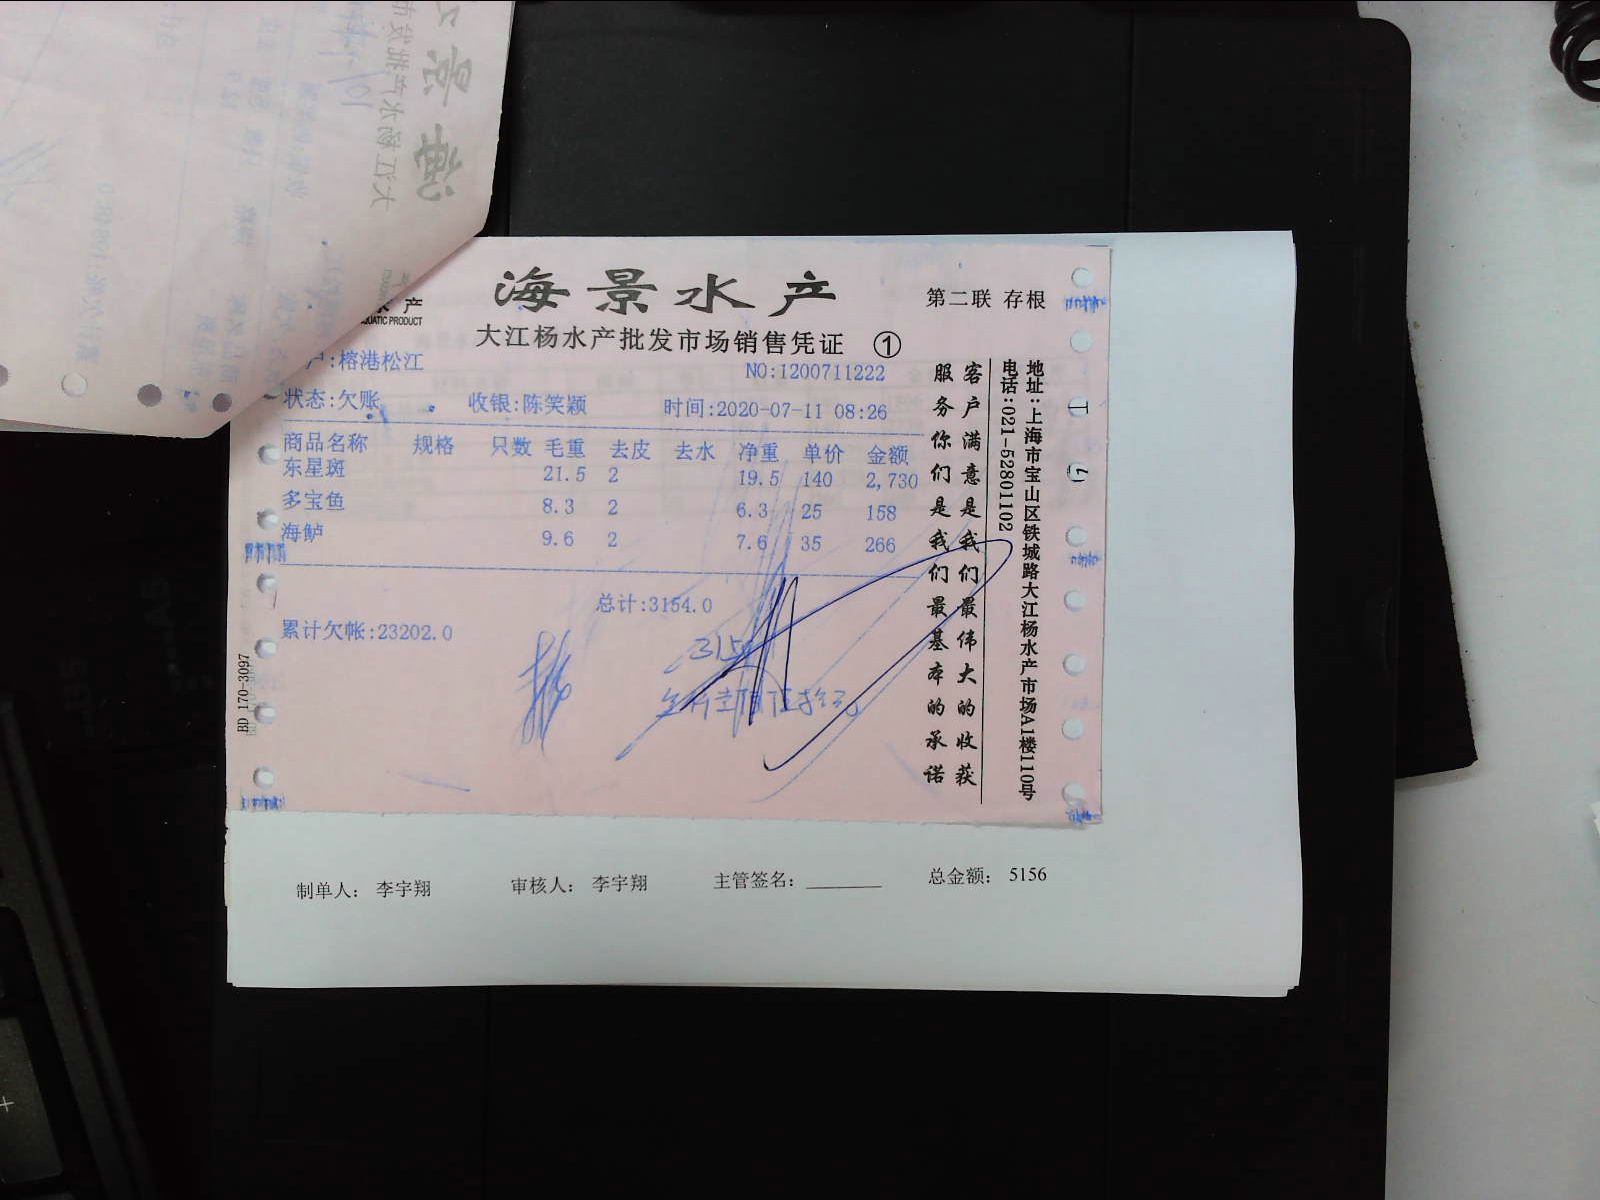 海景水产
水产
AQUATIC PRODUCT
第二联 存根
大江杨水产批发市场销售凭证 ①
户:榕港松江
NO:1200711222
状态:欠账 收银:陈笑颖 时间:2020-07-11 08:26
商品名称 规格 只数 毛重 去皮 去水 净重 单价 金额
东星斑 21.5 2 19.5 140 2,730
多宝鱼 8.3 2 6.3 25 158
海鲈 9.6 2 7.6 35 266
总计:3154.0
累计欠帐:23202.0
客户满意是我们最伟大的收获
服务你们是我们最基本的承诺
地址:上海市宝山区铁城路大江杨水产市场A1楼110号
电话:021-52801102
BD 170-3097
制单人: 李宇翔 审核人: 李宇翔 主管签名: 总金额: 5156